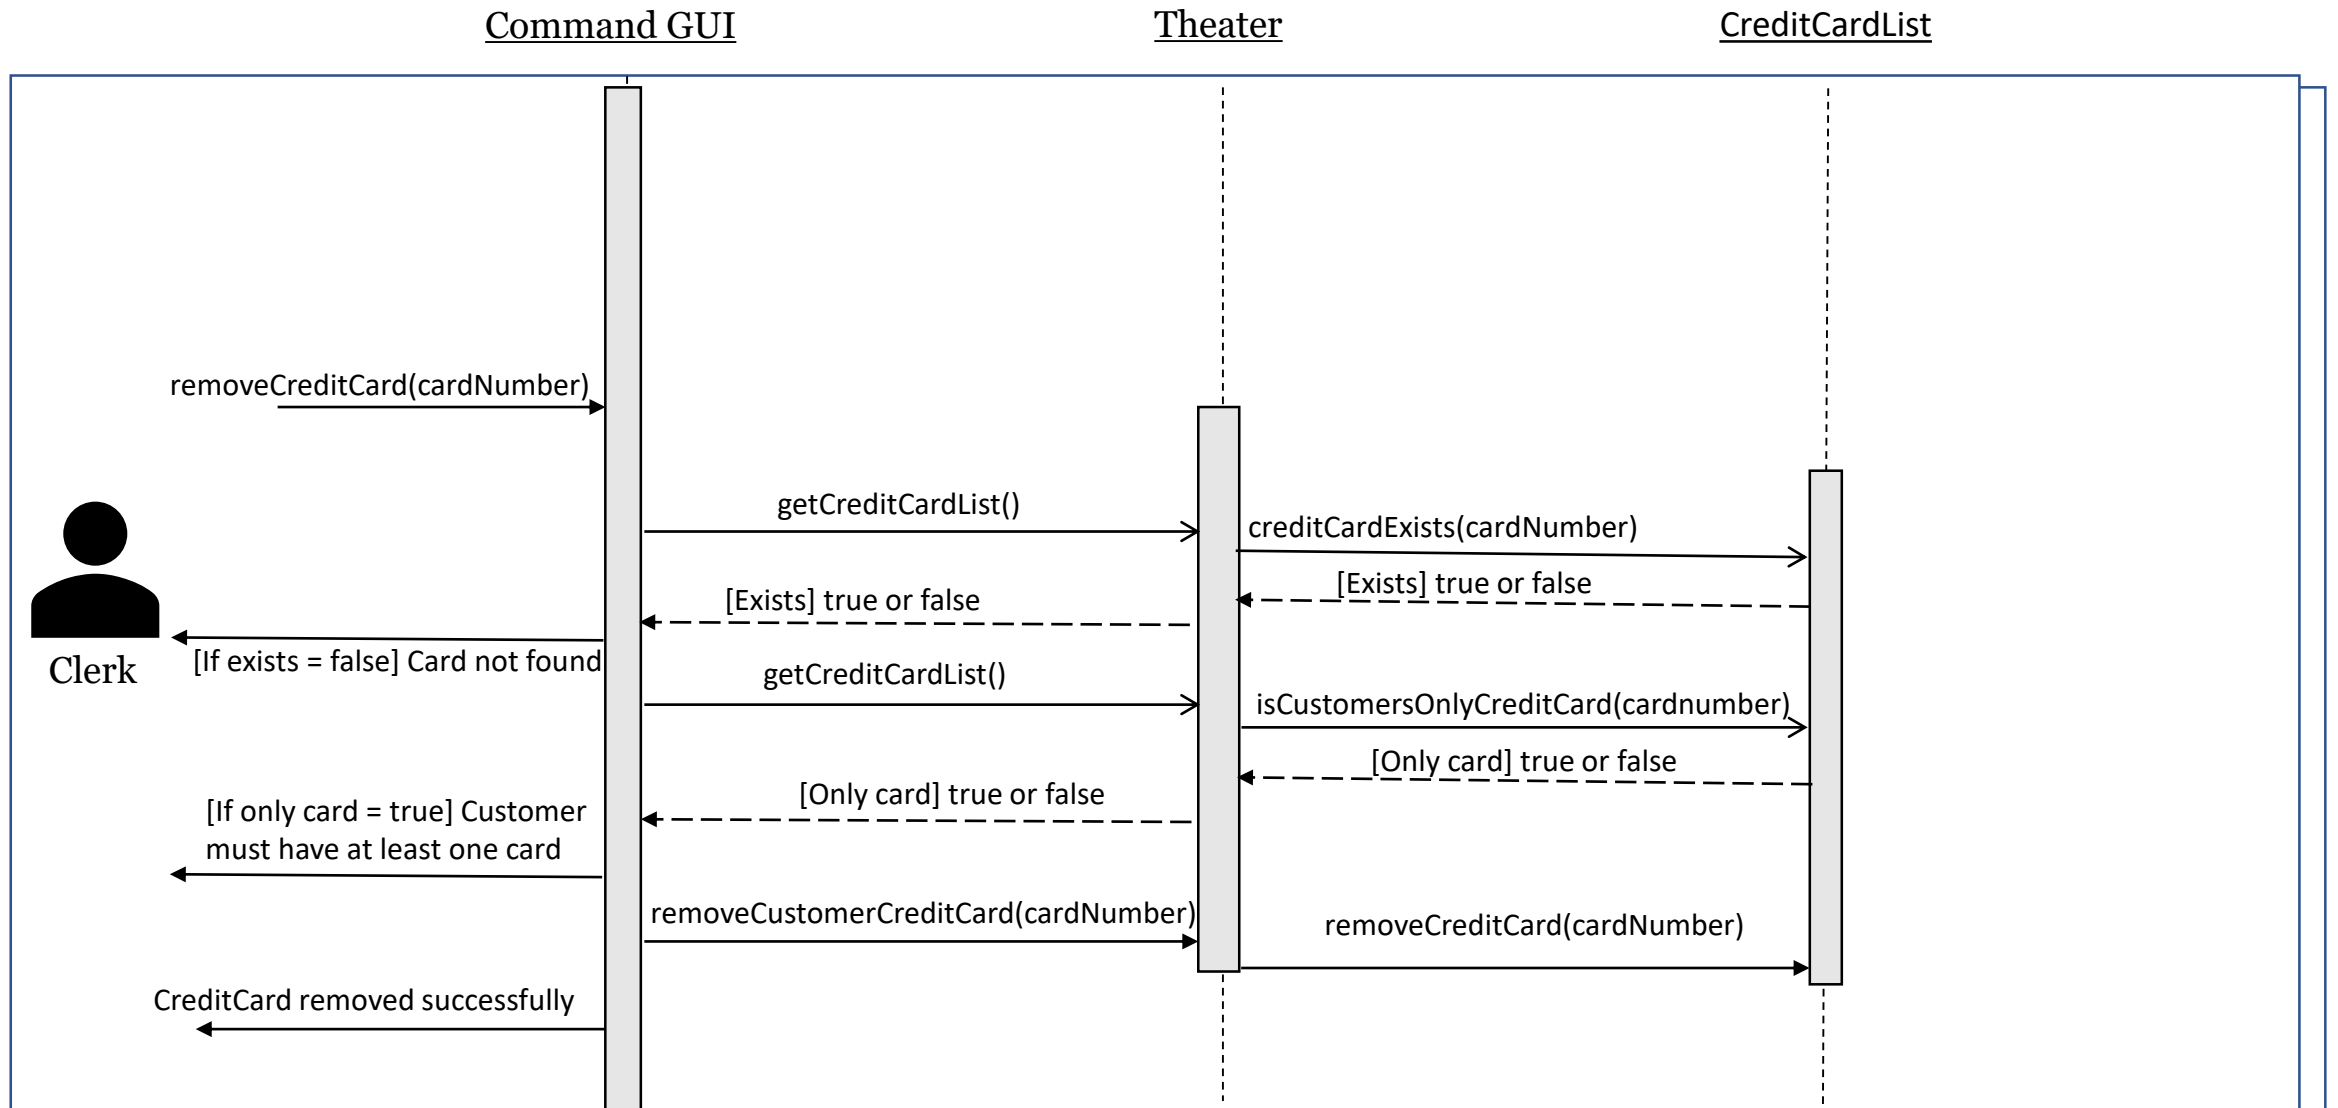 Command GUI
Theater
CreditCardList
removeCreditCard(cardNumber)
getCreditCardList()
creditCardExists(cardNumber)
[Exists] true or false
[Exists] true or false
Clerk
[If exists = false] Card not found
getCreditCardList()
isCustomersOnlyCreditCard(cardnumber)
[Only card] true or false
[Only card] true or false
[If only card = true] Customer
must have at least one card
removeCustomerCreditCard(cardNumber)
removeCreditCard(cardNumber)
CreditCard removed successfully